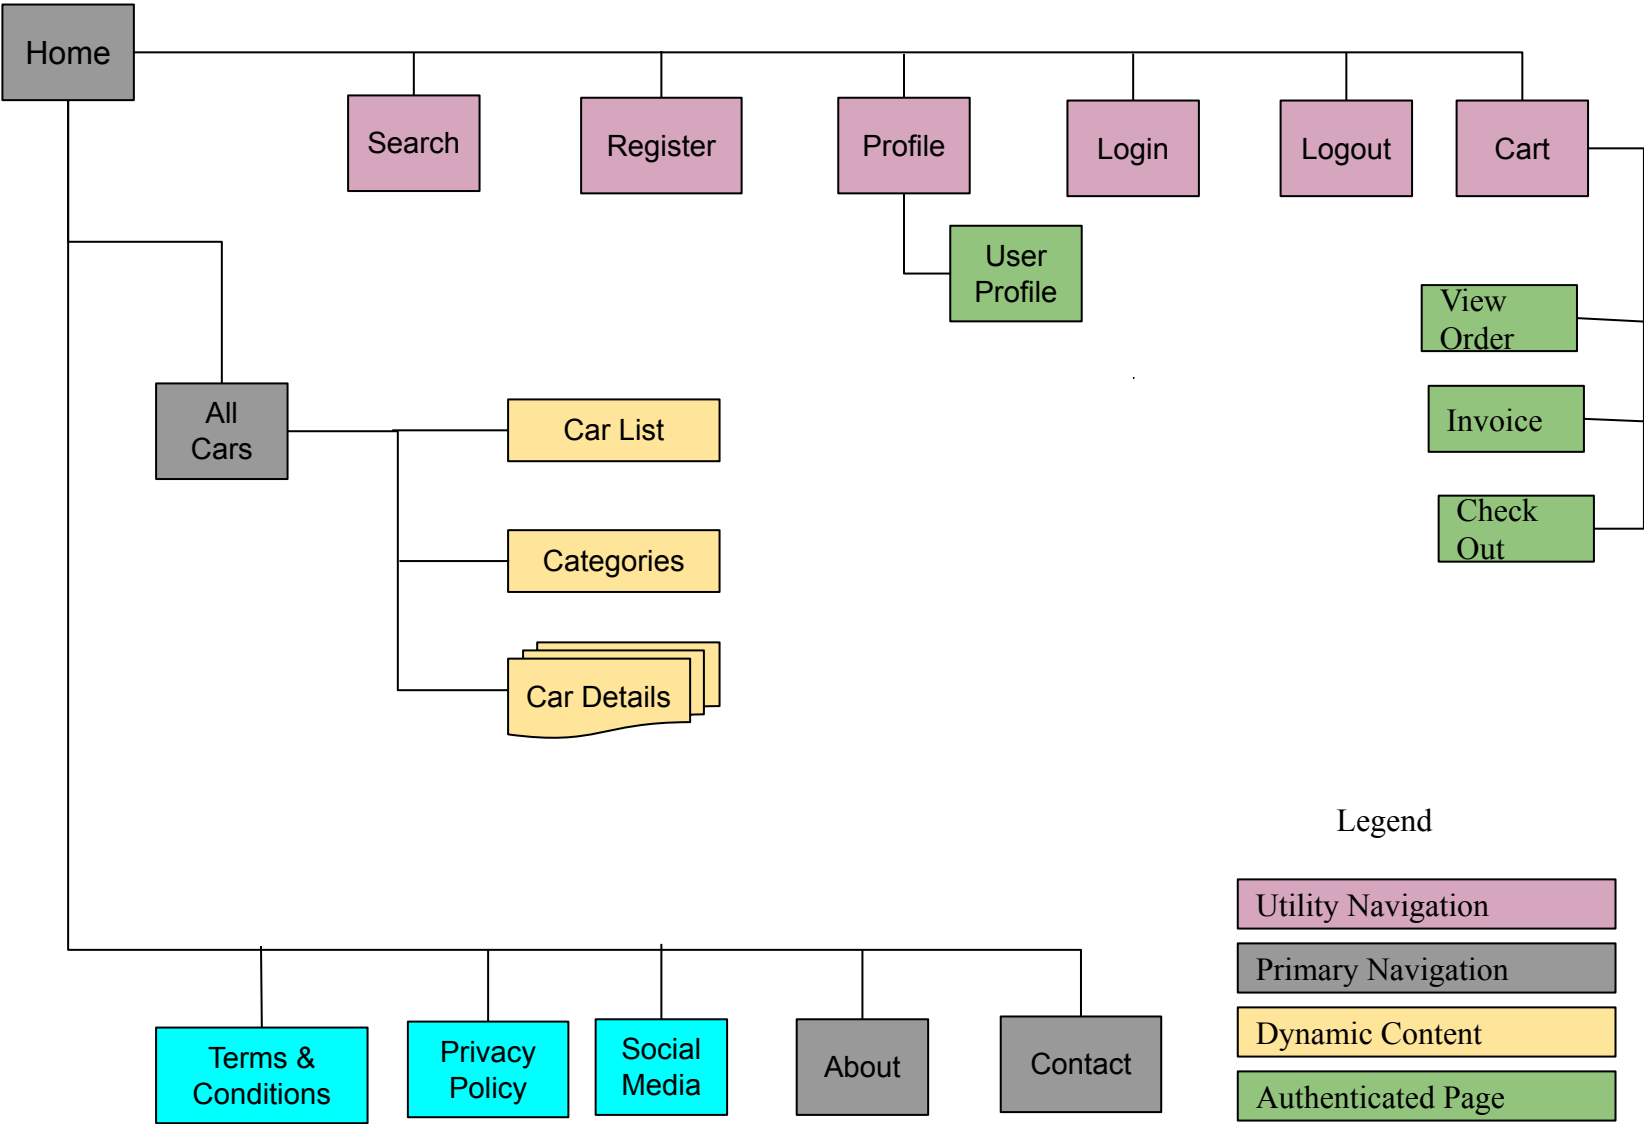 Home
Search
Register
Profile
Login
Logout
Cart
User
Profile
View
Order
All
Cars
Car List
Invoice
Categories
Check
Out
Car Details
Legend
Utility Navigation
Primary Navigation
Dynamic Content
Authenticated Page
Terms &
Conditions
Privacy
Policy
Social
Media
About
Contact